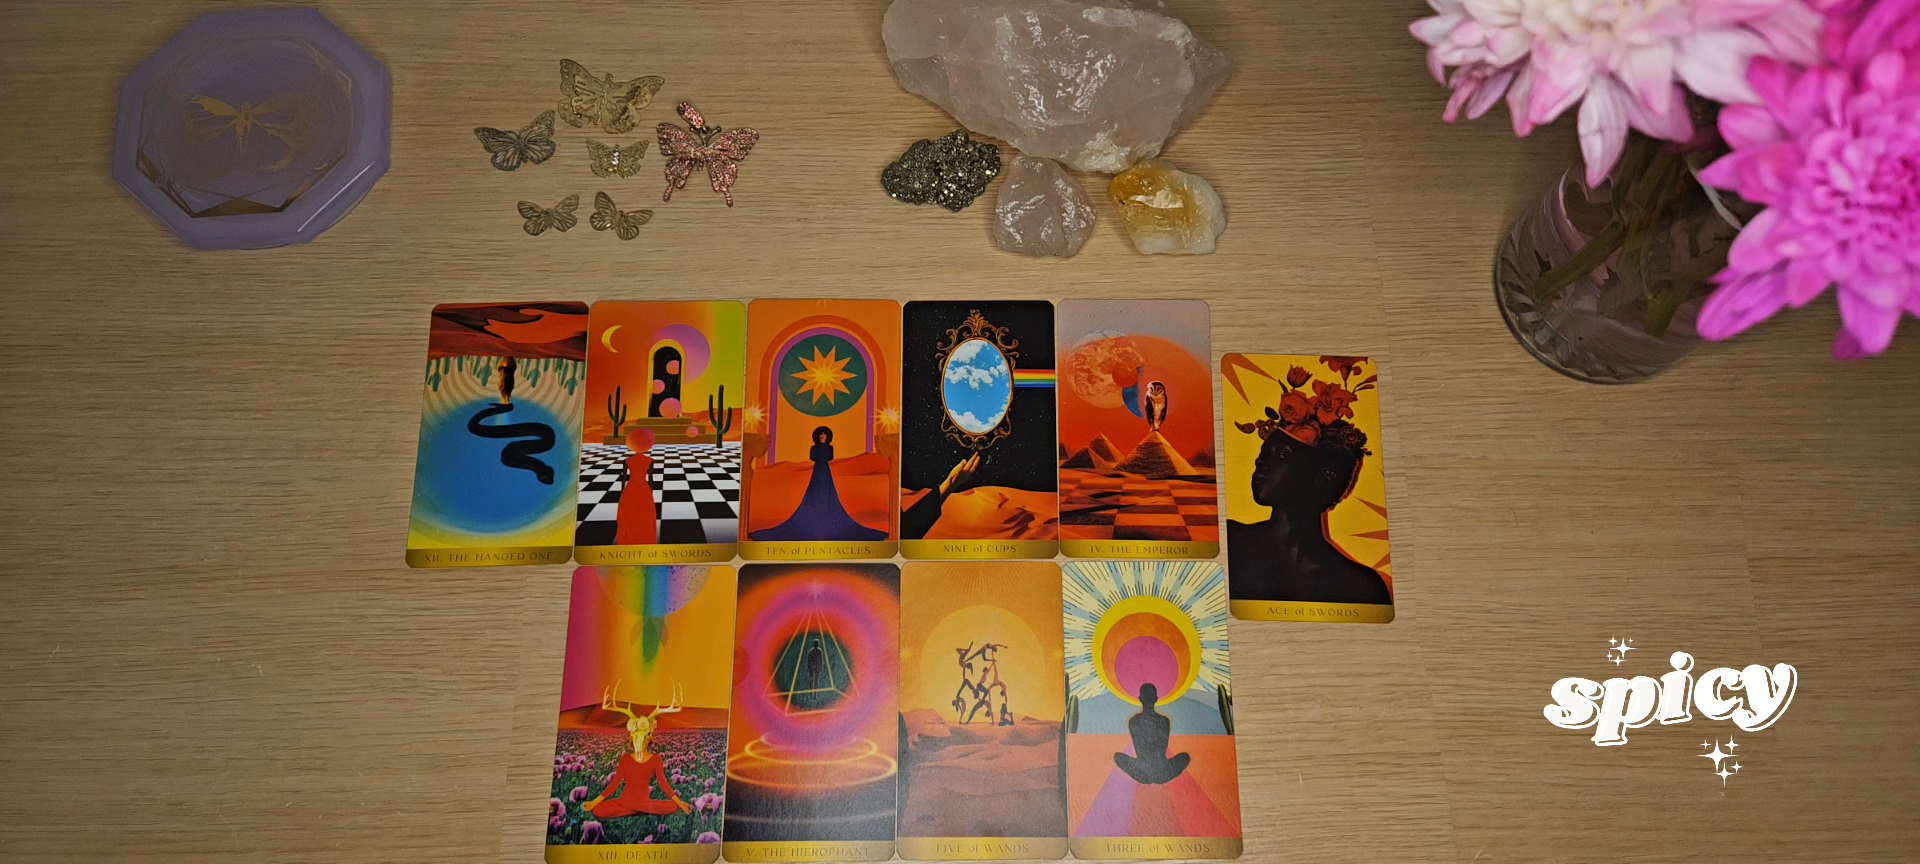 XII. THE HANGED ONE
KNIGHT of SWORDS
TEN of PENTACLES
NINE of CUPS
IV. THE EMPEROR
ACE of SWORDS
XIII. DEATH
V. THE HIEROPHANT
FIVE of WANDS
THREE of WANDS
spicy